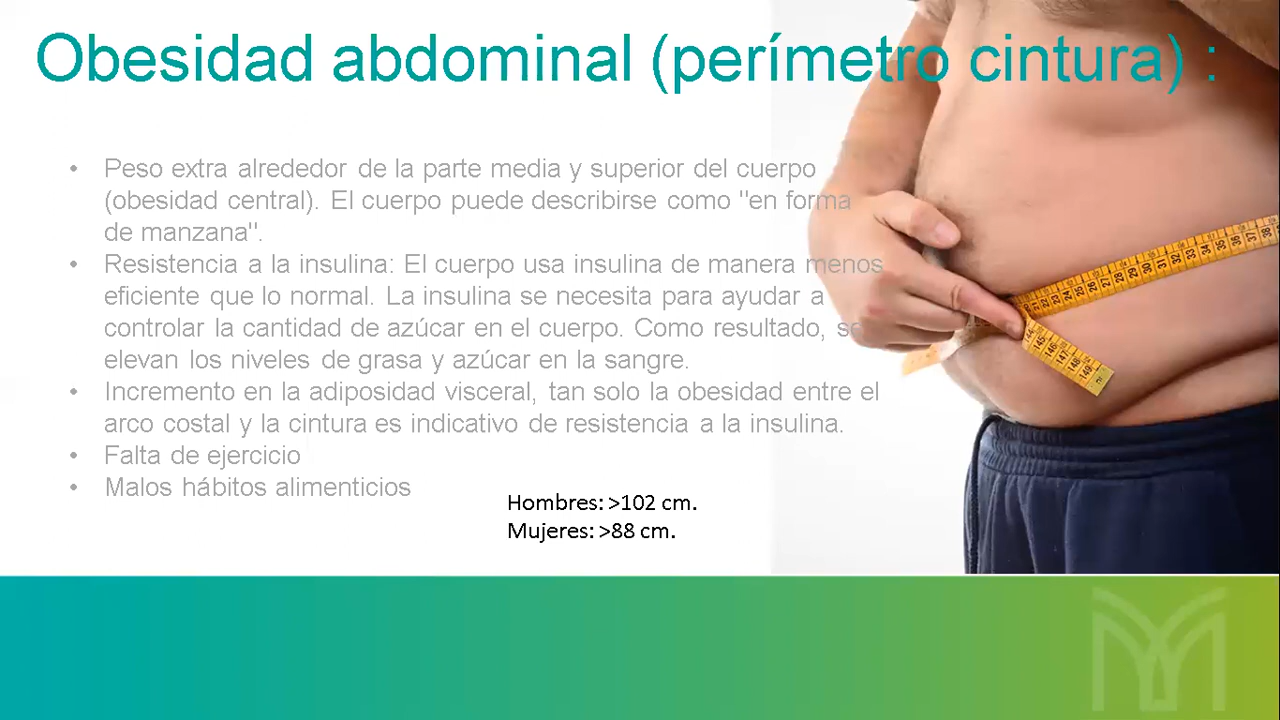 Obesidad abdominal (perímetro cintura) :
• Peso extra alrededor de la parte media y superior del cuerpo
(obesidad central). El cuerpo puede describirse como "en forma
de manzana".
• Resistencia a la insulina: El cuerpo usa insulina de manera menos
eficiente que lo normal. La insulina se necesita para ayudar a
controlar la cantidad de azúcar en el cuerpo. Como resultado, se
elevan los niveles de grasa y azúcar en la sangre.
• Incremento en la adiposidad visceral, tan solo la obesidad entre el
arco costal y la cintura es indicativo de resistencia a la insulina.
• Falta de ejercicio
• Malos hábitos alimenticios
Hombres: >102 cm.
Mujeres: >88 cm.